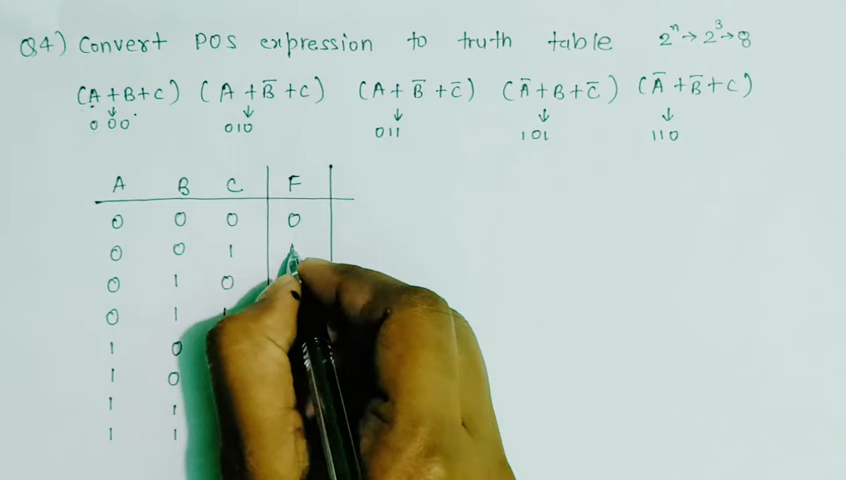 Q4) Convert POS expression to truth table 2ⁿ→2³→8
(A+B+C) (A+B̅+C) (A+B̅+C̅) (A̅+B+C̅) (A̅+B̅+C)
↓ ↓ ↓ ↓ ↓
000 010 011 101 110
A B C F
0 0 0 0
0 0 1
0 1 0
0 1
1 0
1 0
1 1
1 1